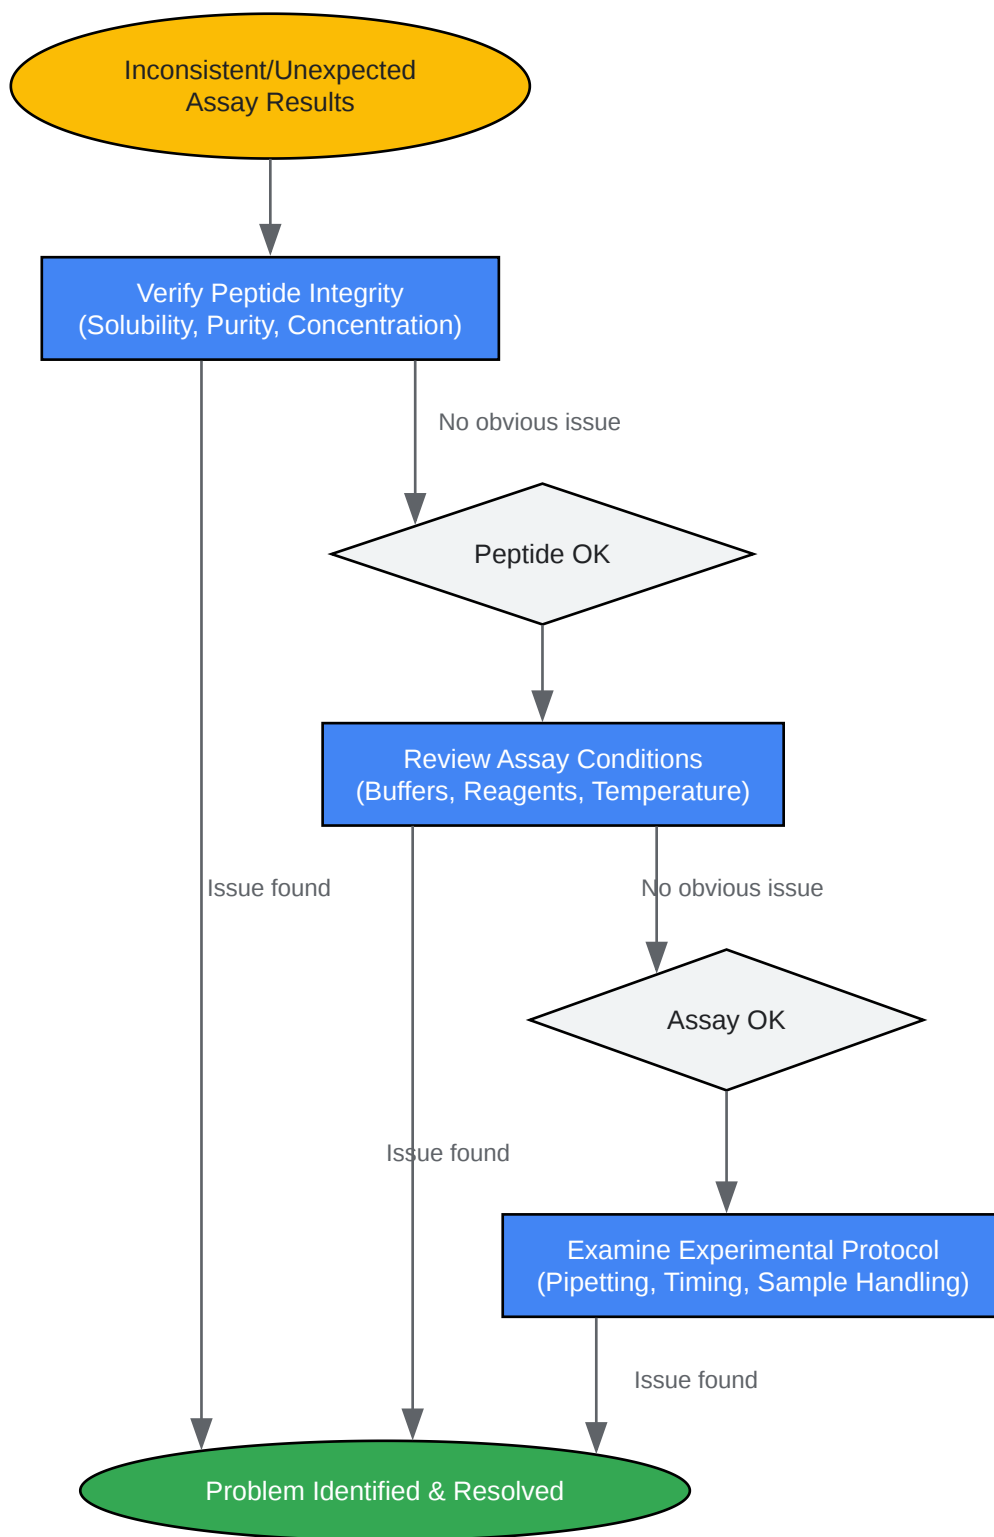 Inconsistent/Unexpected
Assay Results
Verify Peptide Integrity
(Solubility, Purity, Concentration)
No obvious issue
Peptide OK
Review Assay Conditions
(Buffers, Reagents, Temperature)
Issue found
No obvious issue
Assay OK
Issue found
Examine Experimental Protocol
(Pipetting, Timing, Sample Handling)
Issue found
Problem Identified & Resolved